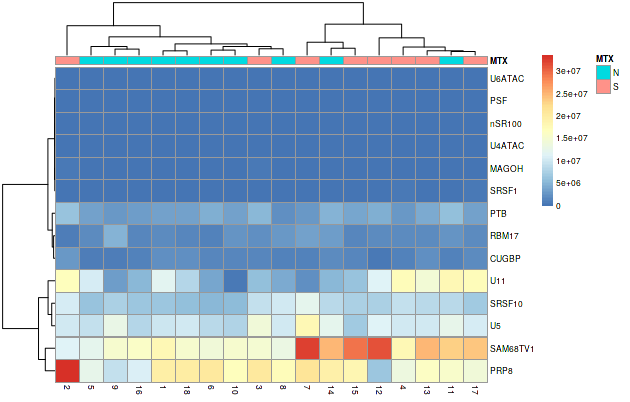 MTX
U6ATAC
PSF
nSR100
U4ATAC
MAGOH
SRSF1
PTB
RBM17
CUGBP
U11
SRSF10
U5
SAM68TV1
PRP8
2 5 9 16 1 18 6 10 3 8 7 14 15 12 4 13 11 17
3e+07
2.5e+07
2e+07
1.5e+07
1e+07
5e+06
0
MTX
N
S